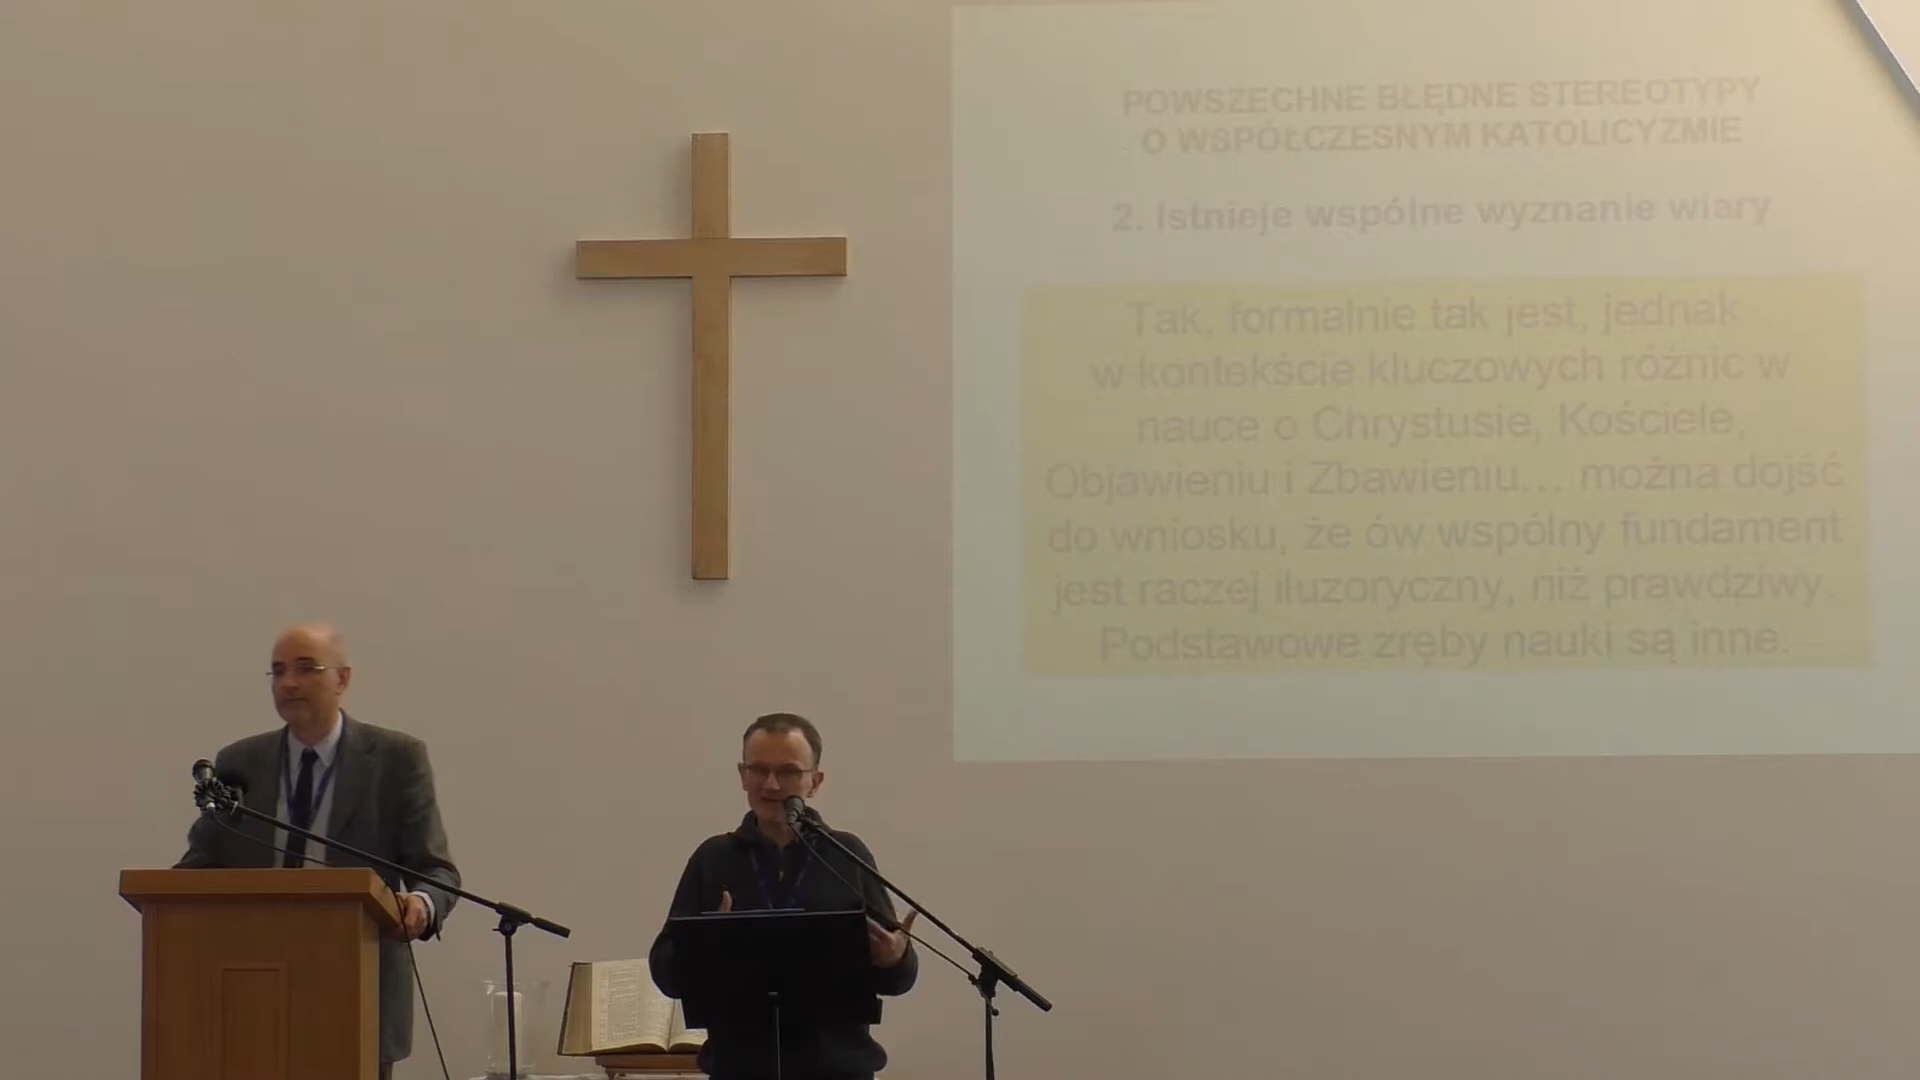 POWSZECHNE BŁĘDNE STEREOTYPY
O WSPÓŁCZESNYM KATOLICYZMIE
2. Istnieje wspólne wyznanie wiary
Tak, formalnie tak jest, jednak
w kontekście kluczowych różnic w
nauce o Chrystusie, Kościele,
Objawieniu i Zbawieniu... można dojść
do wniosku, że ów wspólny fundament
jest raczej iluzoryczny, niż prawdziwy.
Podstawowe zręby nauki są inne.